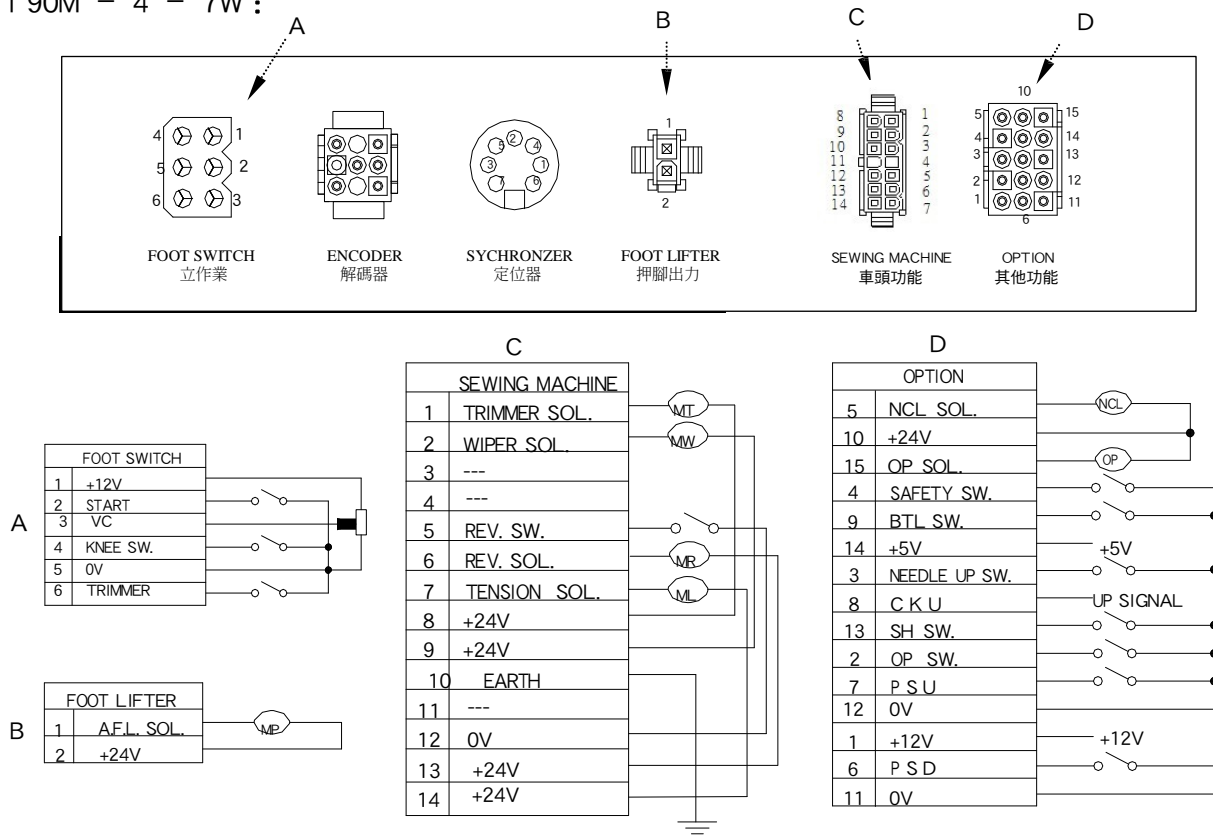 190M - 4 - 7W:
A
B
C
D
4 1
5 2
6 3
2
5 4
3 1
7 6
1
2
8 1
9 2
10 3
11 4
12 5
13 6
14 7
10
5 15
4 14
3 13
2 12
1 11
6
FOOT SWITCH
立作業
ENCODER
解碼器
SYCHRONZER
定位器
FOOT LIFTER
押腳出力
SEWING MACHINE
車頭功能
OPTION
其他功能
A
FOOT SWITCH
1 +12V
2 START
3 VC
4 KNEE SW.
5 0V
6 TRIMMER
B
FOOT LIFTER
1 A.F.L. SOL. MP
2 +24V
C
SEWING MACHINE
1 TRIMMER SOL. MT
2 WIPER SOL. MW
3 ---
4 ---
5 REV. SW.
6 REV. SOL. MR
7 TENSION SOL. ML
8 +24V
9 +24V
10 EARTH
11 ---
12 0V
13 +24V
14 +24V
D
OPTION
5 NCL SOL. NCL
10 +24V
15 OP SOL. OP
4 SAFETY SW.
9 BTL SW.
14 +5V +5V
3 NEEDLE UP SW.
8 CKU UP SIGNAL
13 SH SW.
2 OP SW.
7 PSU
12 0V
1 +12V +12V
6 PSD
11 0V